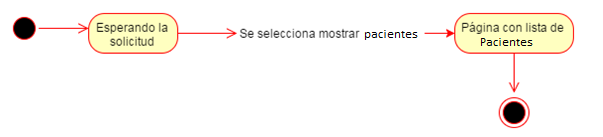 Esperando la
solicitud
Se selecciona mostrar pacientes
Página con lista de
Pacientes